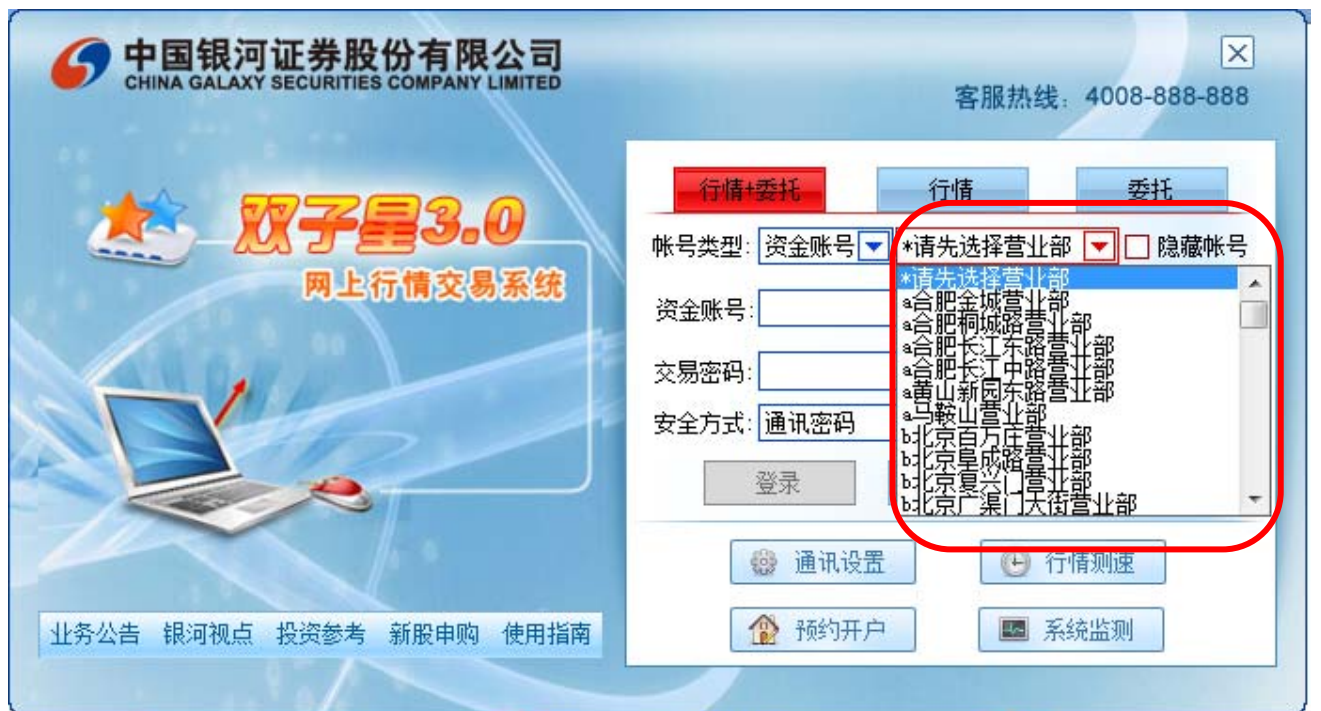 中国银河证券股份有限公司
CHINA GALAXY SECURITIES COMPANY LIMITED
客服热线：4008-888-888
双子星3.0
网上行情交易系统
行情+委托 行情 委托
帐号类型: 资金账号 *请先选择营业部 隐藏帐号
*请先选择营业部
a合肥金城营业部
a合肥桐城路营业部
a合肥长江东路营业部
a合肥长江中路营业部
a黄山新园东路营业部
a马鞍山营业部
b北京百万庄营业部
b北京阜成路营业部
b北京复兴门营业部
b北京广渠门大街营业部
资金账号:
交易密码:
安全方式: 通讯密码
登录
通讯设置 行情测速
预约开户 系统监测
业务公告 银河视点 投资参考 新股申购 使用指南